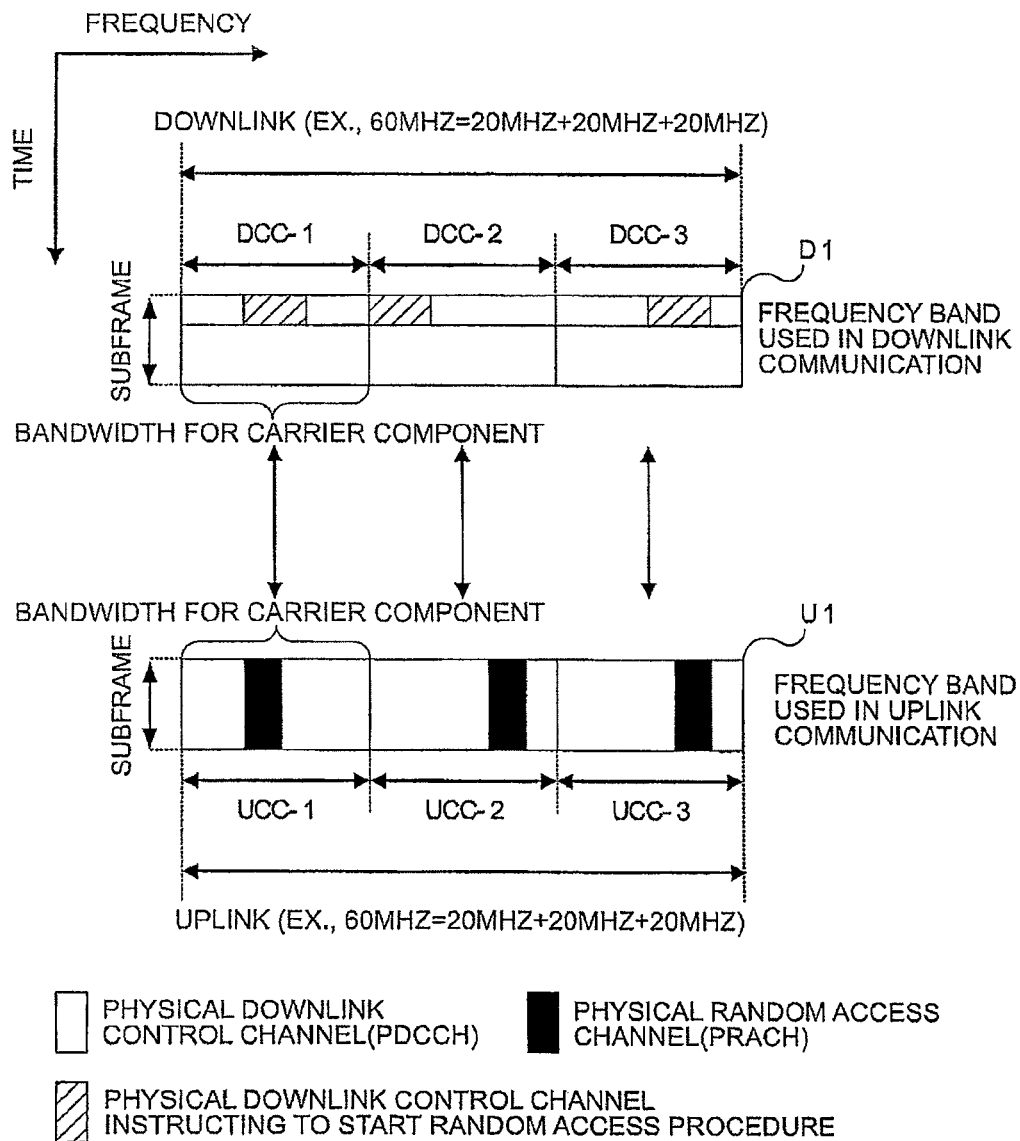 FREQUENCY
TIME
DOWNLINK (EX., 60MHZ=20MHZ+20MHZ+20MHZ)
DCC-1
DCC-2
DCC-3
D1
SUBFRAME
FREQUENCY BAND
USED IN DOWNLINK
COMMUNICATION
BANDWIDTH FOR CARRIER COMPONENT
BANDWIDTH FOR CARRIER COMPONENT
U1
SUBFRAME
FREQUENCY BAND
USED IN UPLINK
COMMUNICATION
UCC-1
UCC-2
UCC-3
UPLINK (EX., 60MHZ=20MHZ+20MHZ+20MHZ)
PHYSICAL DOWNLINK
CONTROL CHANNEL(PDCCH)
PHYSICAL RANDOM ACCESS
CHANNEL(PRACH)
PHYSICAL DOWNLINK CONTROL CHANNEL
INSTRUCTING TO START RANDOM ACCESS PROCEDURE